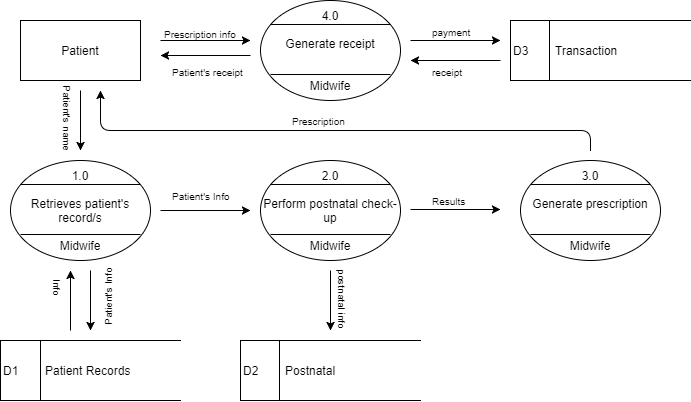 4.0
Prescription info
payment
Patient
Generate receipt
D3
Transaction
Patient's receipt
receipt
Midwife
Patient's name
Prescription
1.0
2.0
3.0
Retrieves patient's
record/s
Patient's Info
Perform postnatal check-
up
Results
Generate prescription
Midwife
Midwife
Midwife
Info
Patient's Info
postnatal info
D1
Patient Records
D2
Postnatal